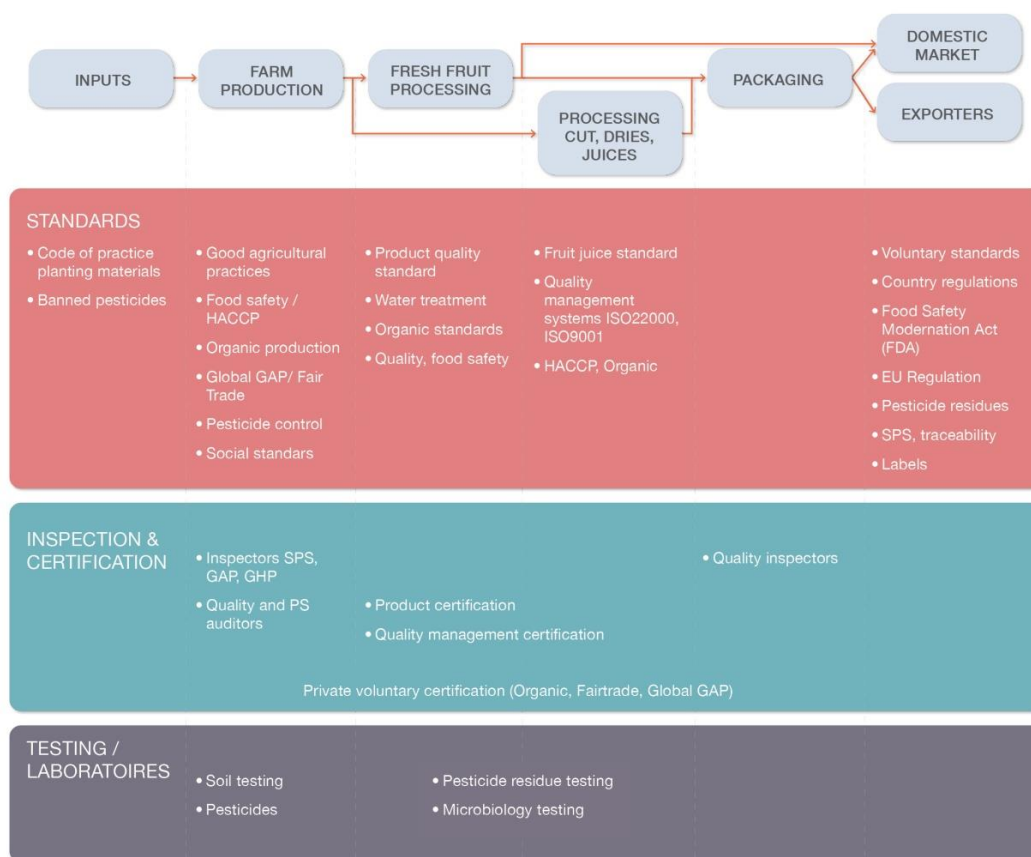 INPUTS
FARM
PRODUCTION
FRESH FRUIT
PROCESSING
PROCESSING
CUT, DRIES,
JUICES
PACKAGING
DOMESTIC
MARKET
EXPORTERS
STANDARDS
• Code of practice
planting materials
• Banned pesticides
• Good agricultural
practices
• Food safety /
HACCP
• Organic production
• Global GAP/ Fair
Trade
• Pesticide control
• Social standars
• Product quality
standard
• Water treatment
• Organic standards
• Quality, food safety
• Fruit juice standard
• Quality
management
systems ISO22000,
ISO9001
• HACCP, Organic
• Voluntary standards
• Country regulations
• Food Safety
Modernation Act
(FDA)
• EU Regulation
• Pesticide residues
• SPS, traceability
• Labels
INSPECTION &
CERTIFICATION
• Inspectors SPS,
GAP, GHP
• Quality and PS
auditors
• Product certification
• Quality management certification
• Quality inspectors
Private voluntary certification (Organic, Fairtrade, Global GAP)
TESTING /
LABORATOIRES
• Soil testing
• Pesticides
• Pesticide residue testing
• Microbiology testing